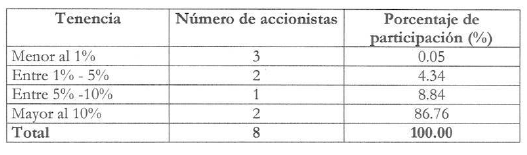 Tenencia Número de accionistas Porcentaje de
participación (%)
Menor al 1% 3 0.05
Entre 1% - 5% 2 4.34
Entre 5% -10% 1 8.84
Mayor al 10% 2 86.76
Total 8 100.00